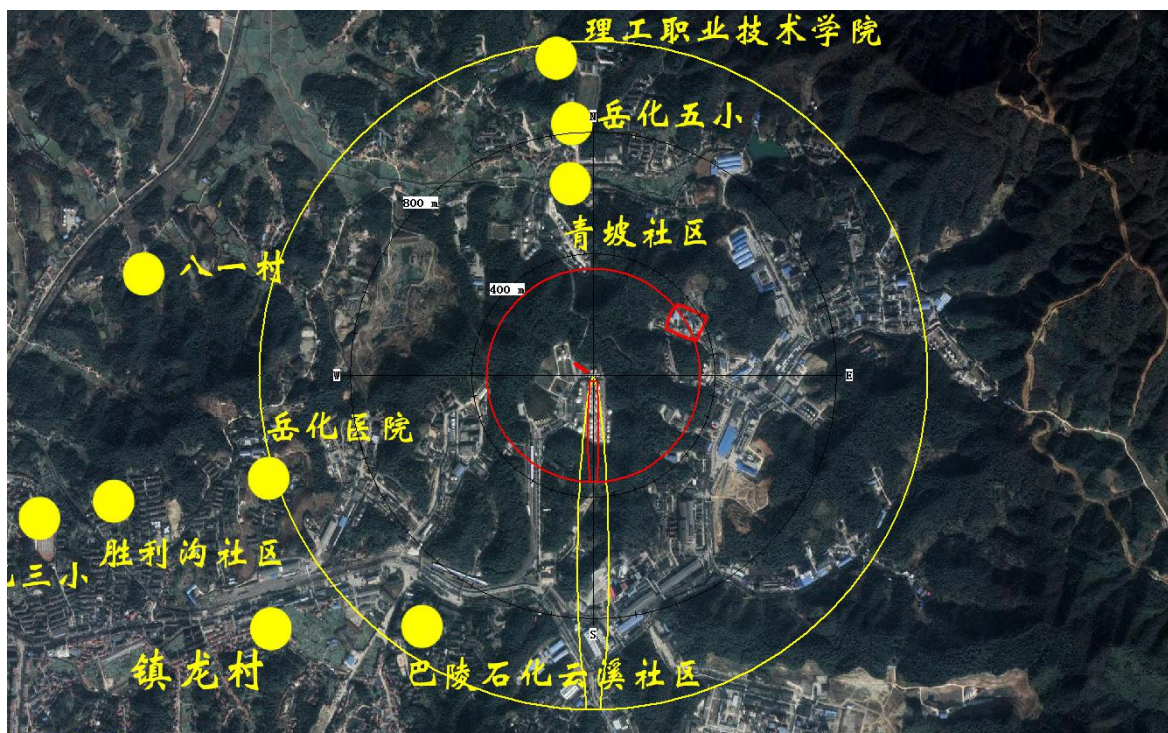 理工职业技术学院
N
岳化五小
800 m
青坡社区
八一村
400 m
W
E
岳化医院
胜利沟社区
三小
S
镇龙村
巴陵石化云溪社区